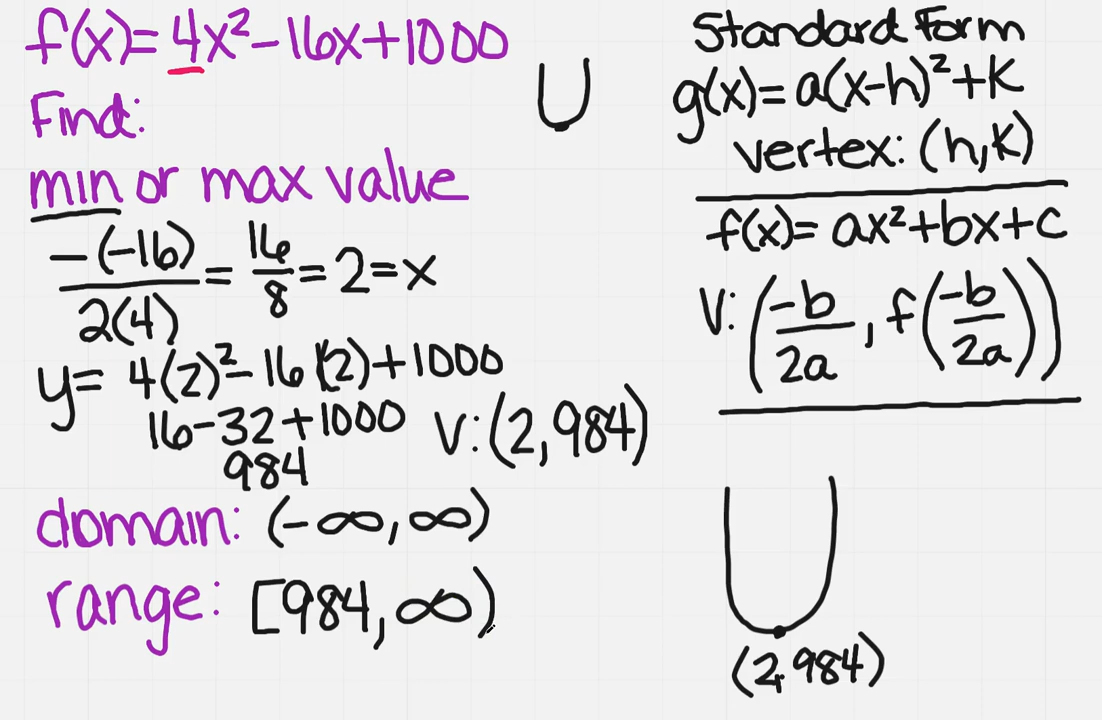 f(x)= 4x²-16x+1000
Find:
min or max value
-(-16)/2(4) = 16/8 = 2 = x
y= 4(2)²-16(2)+1000
16-32+1000
984
V:(2,984)
domain: (-∞,∞)
range: [984,∞)
Standard Form
g(x)= a(x-h)²+k
vertex: (h,k)
f(x)= ax²+bx+c
V: (-b/2a, f(-b/2a))
(2,984)